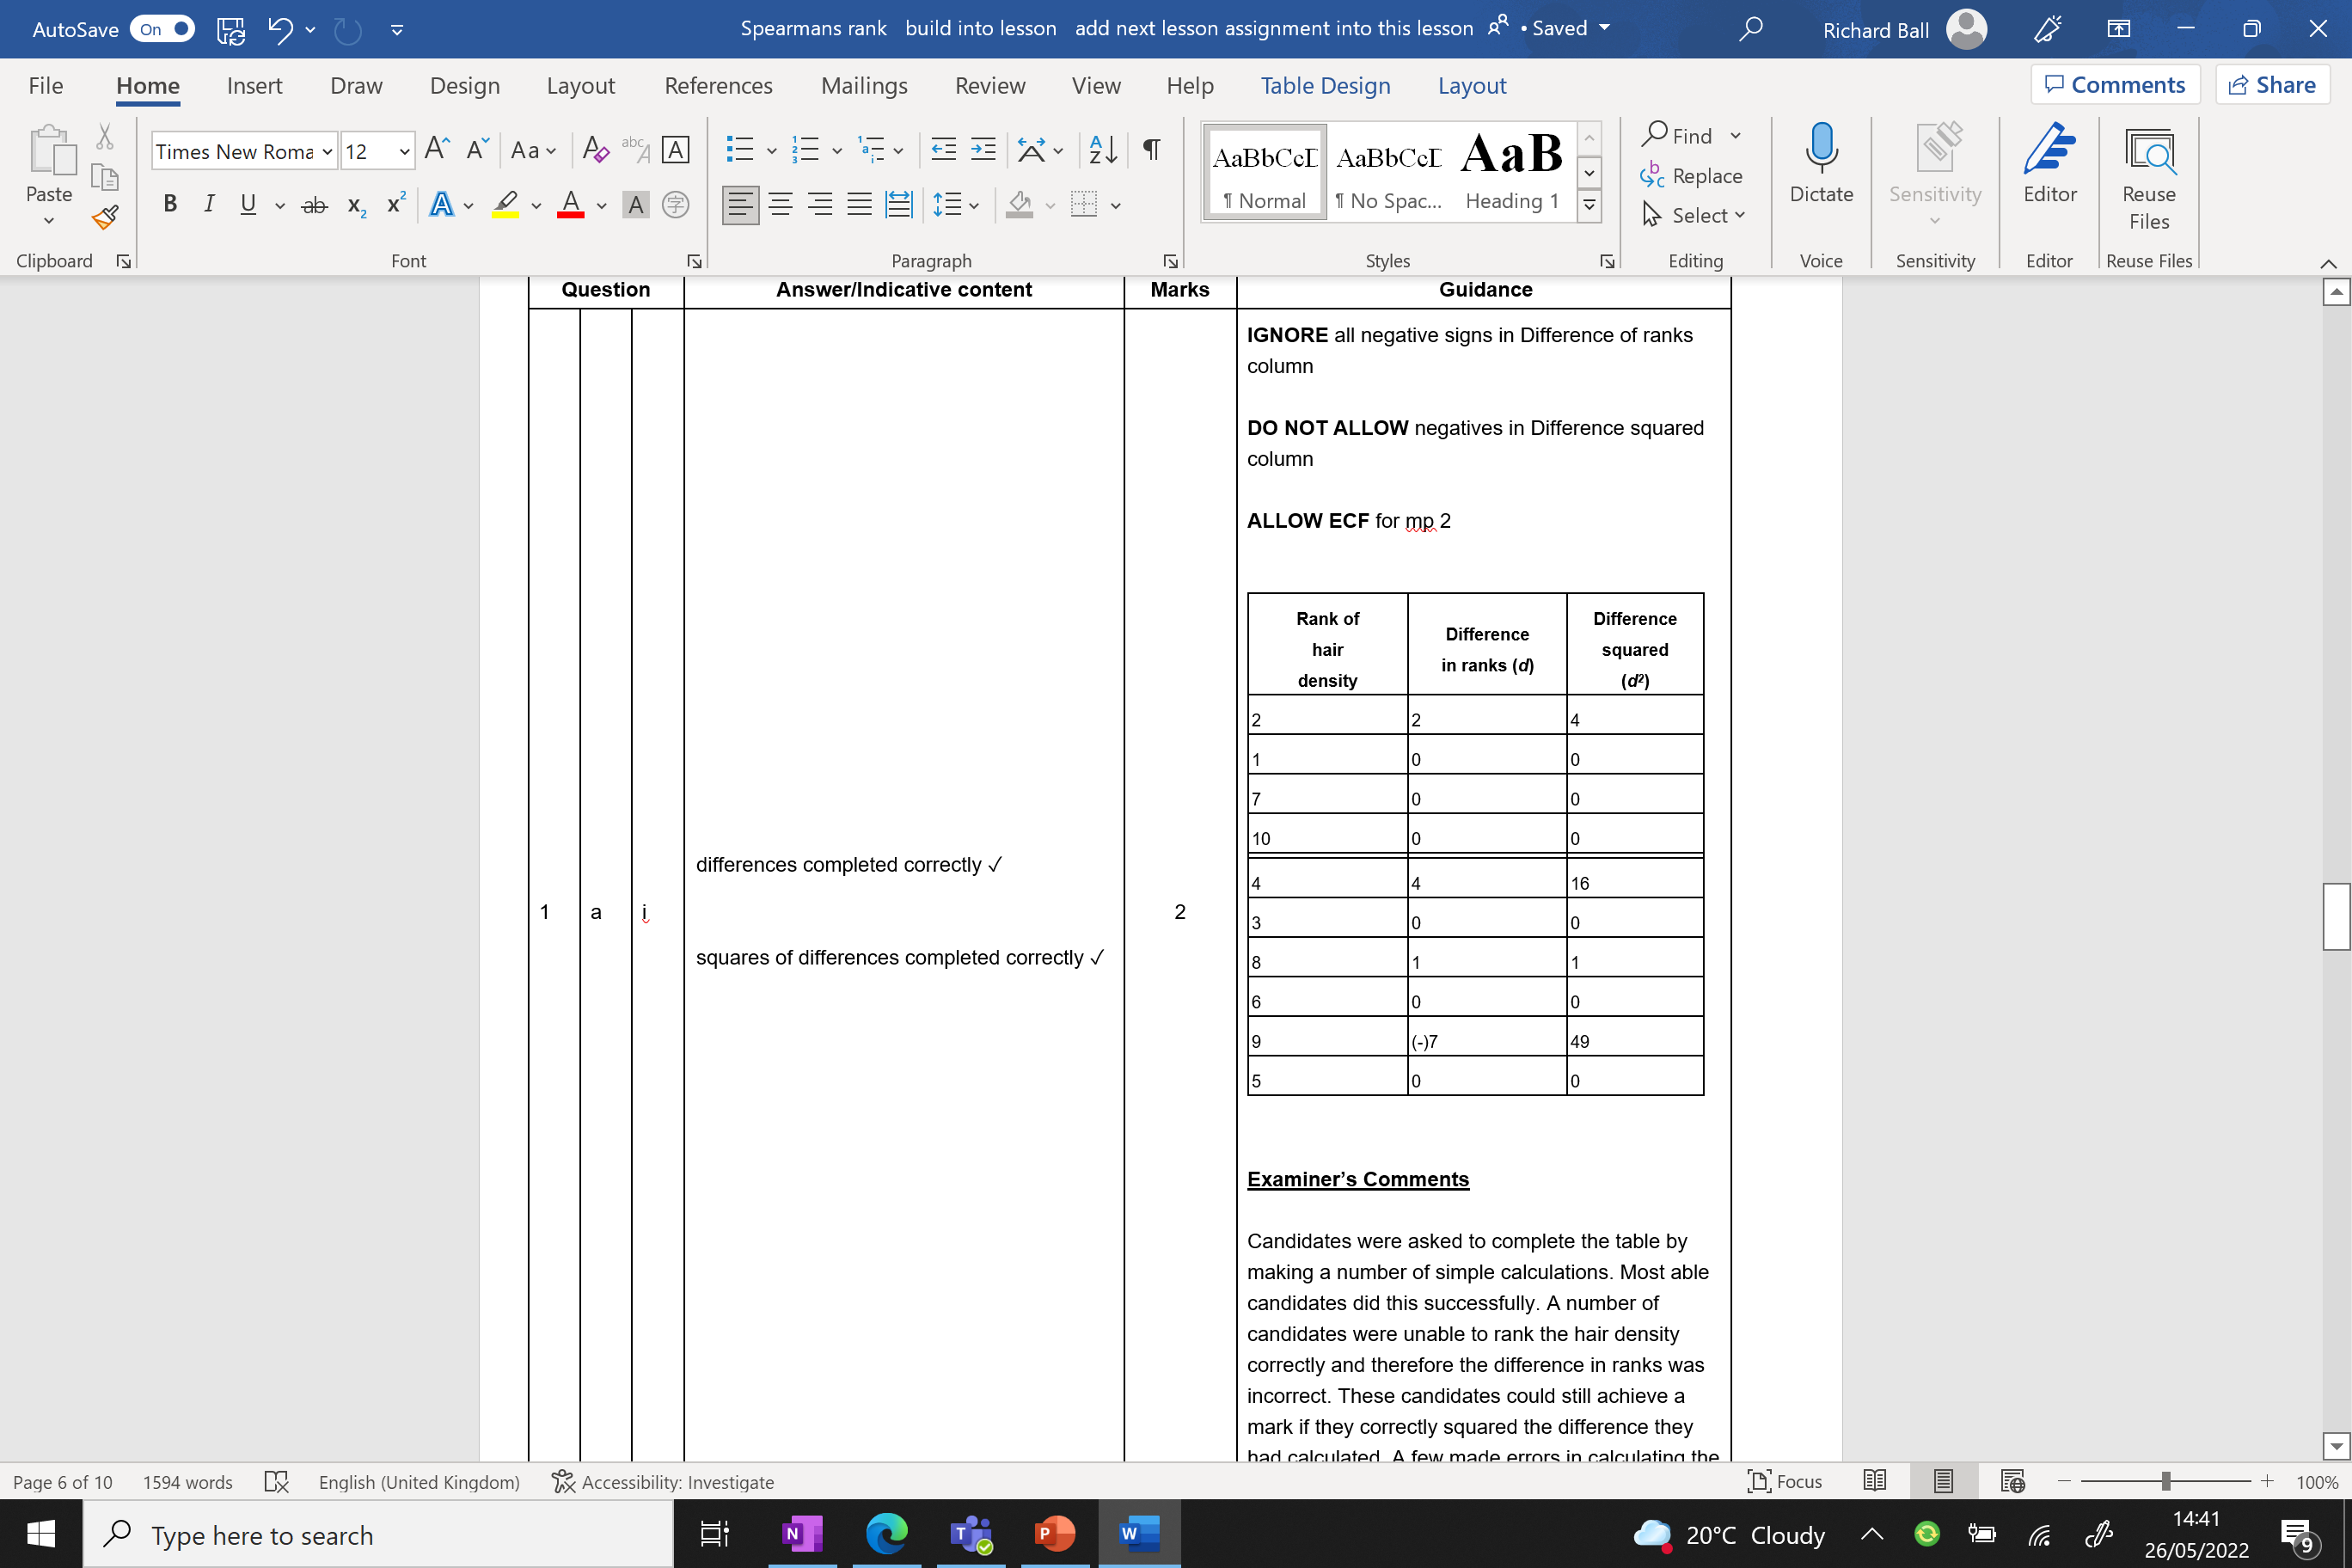 AutoSave On Spearmans rank build into lesson add next lesson assignment into this lesson • Saved Richard Ball
File Home Insert Draw Design Layout References Mailings Review View Help Table Design Layout Comments Share
Paste
Clipboard
Times New Roma 12
Font
Paragraph
AaBbCcI AaBbCcI AaB
¶ Normal ¶ No Spac... Heading 1
Styles
Find
Replace
Select
Editing
Dictate
Voice
Sensitivity
Sensitivity
Editor
Editor
Reuse
Files
Reuse Files
Question Answer/Indicative content Marks Guidance
1 a i
differences completed correctly ✓
squares of differences completed correctly ✓
2
IGNORE all negative signs in Difference of ranks
column
DO NOT ALLOW negatives in Difference squared
column
ALLOW ECF for mp 2
Rank of
hair
density
Difference
in ranks (d)
Difference
squared
(d²)
2 2 4
1 0 0
7 0 0
10 0 0
4 4 16
3 0 0
8 1 1
6 0 0
9 (-)7 49
5 0 0
Examiner’s Comments
Candidates were asked to complete the table by
making a number of simple calculations. Most able
candidates did this successfully. A number of
candidates were unable to rank the hair density
correctly and therefore the difference in ranks was
incorrect. These candidates could still achieve a
mark if they correctly squared the difference they
had calculated. A few made errors in calculating the
Page 6 of 10 1594 words English (United Kingdom) Accessibility: Investigate Focus 100%
Type here to search
20°C Cloudy
14:41
26/05/2022
9